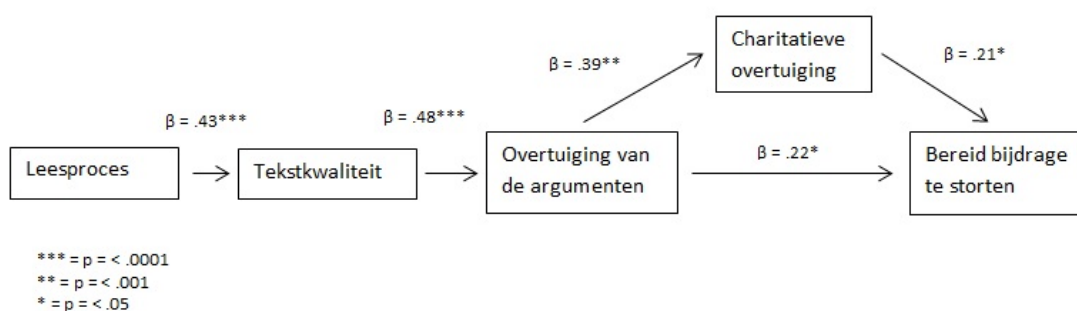 Charitatieve
overtuiging
β = .39**
β = .21*
β = .43***
β = .48***
Leesproces
Tekstkwaliteit
Overtuiging van
de argumenten
β = .22*
Bereid bijdrage
te storten
*** = p = < .0001
** = p = < .001
* = p = < .05